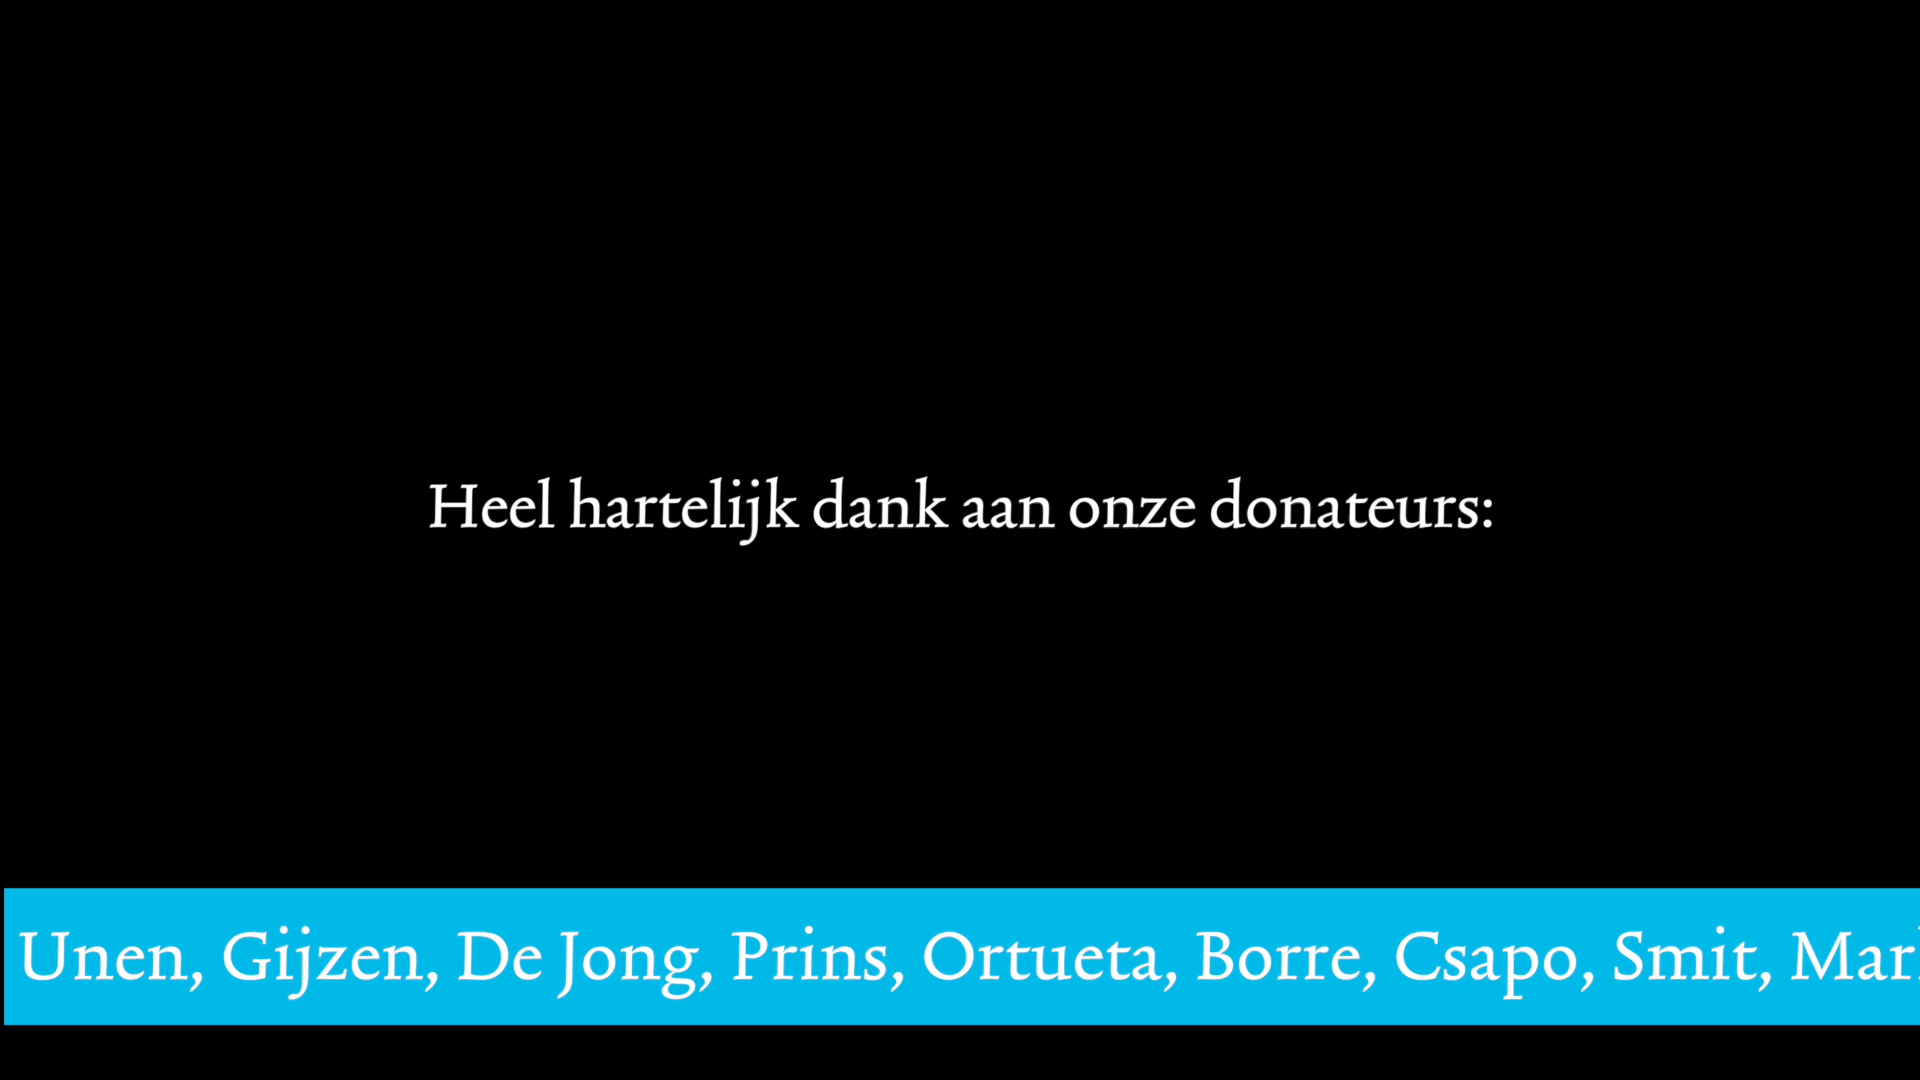 Heel hartelijk dank aan onze donateurs:
Unen, Gijzen, De Jong, Prins, Ortueta, Borre, Csapo, Smit,